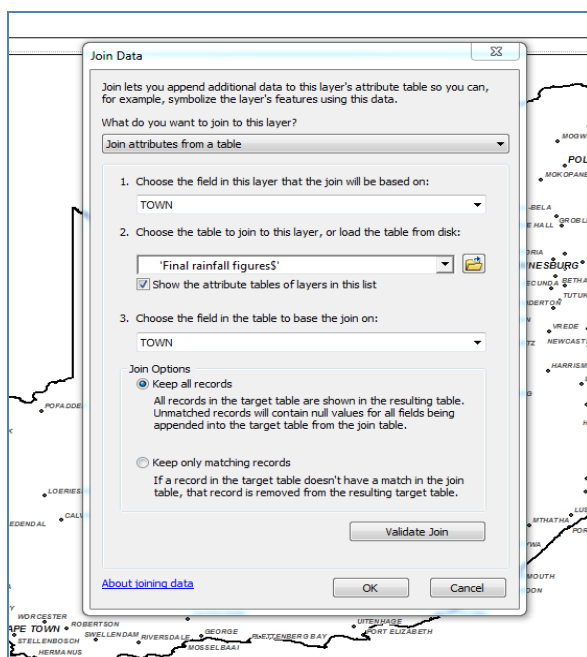 Join Data
Join lets you append additional data to this layer's attribute table so you can,
for example, symbolize the layer's features using this data.
What do you want to join to this layer?
Join attributes from a table
1. Choose the field in this layer that the join will be based on:
TOWN
2. Choose the table to join to this layer, or load the table from disk:
'Final rainfall figures$'
Show the attribute tables of layers in this list
3. Choose the field in the table to base the join on:
TOWN
Join Options
Keep all records
All records in the target table are shown in the resulting table.
Unmatched records will contain null values for all fields being
appended into the target table from the join table.
Keep only matching records
If a record in the target table doesn't have a match in the join
table, that record is removed from the resulting target table.
Validate Join
About joining data
OK
Cancel
MOGW
POL
MOKOPANE
-BELA
GROBL
E HALL
ORIA
NESBURG
BETHA
ECUNDA
TUTUK
DERTON
VREDE
TZ
NEWCAST
HARRISM
POFADDE
LOERIES
EDENDAL
CALV
LUS
MTHATHA
POR
YWA
MOUTH
DON
WORCESTER
ROBERTSON
APE TOWN
STELLENBOSCH
SWELLENDAM
RIVERSDALE
GEORGE
PLETTENBERG BAY
UITENHAGE
PORT ELIZABETH
HERMANUS
MOSSELBAAI